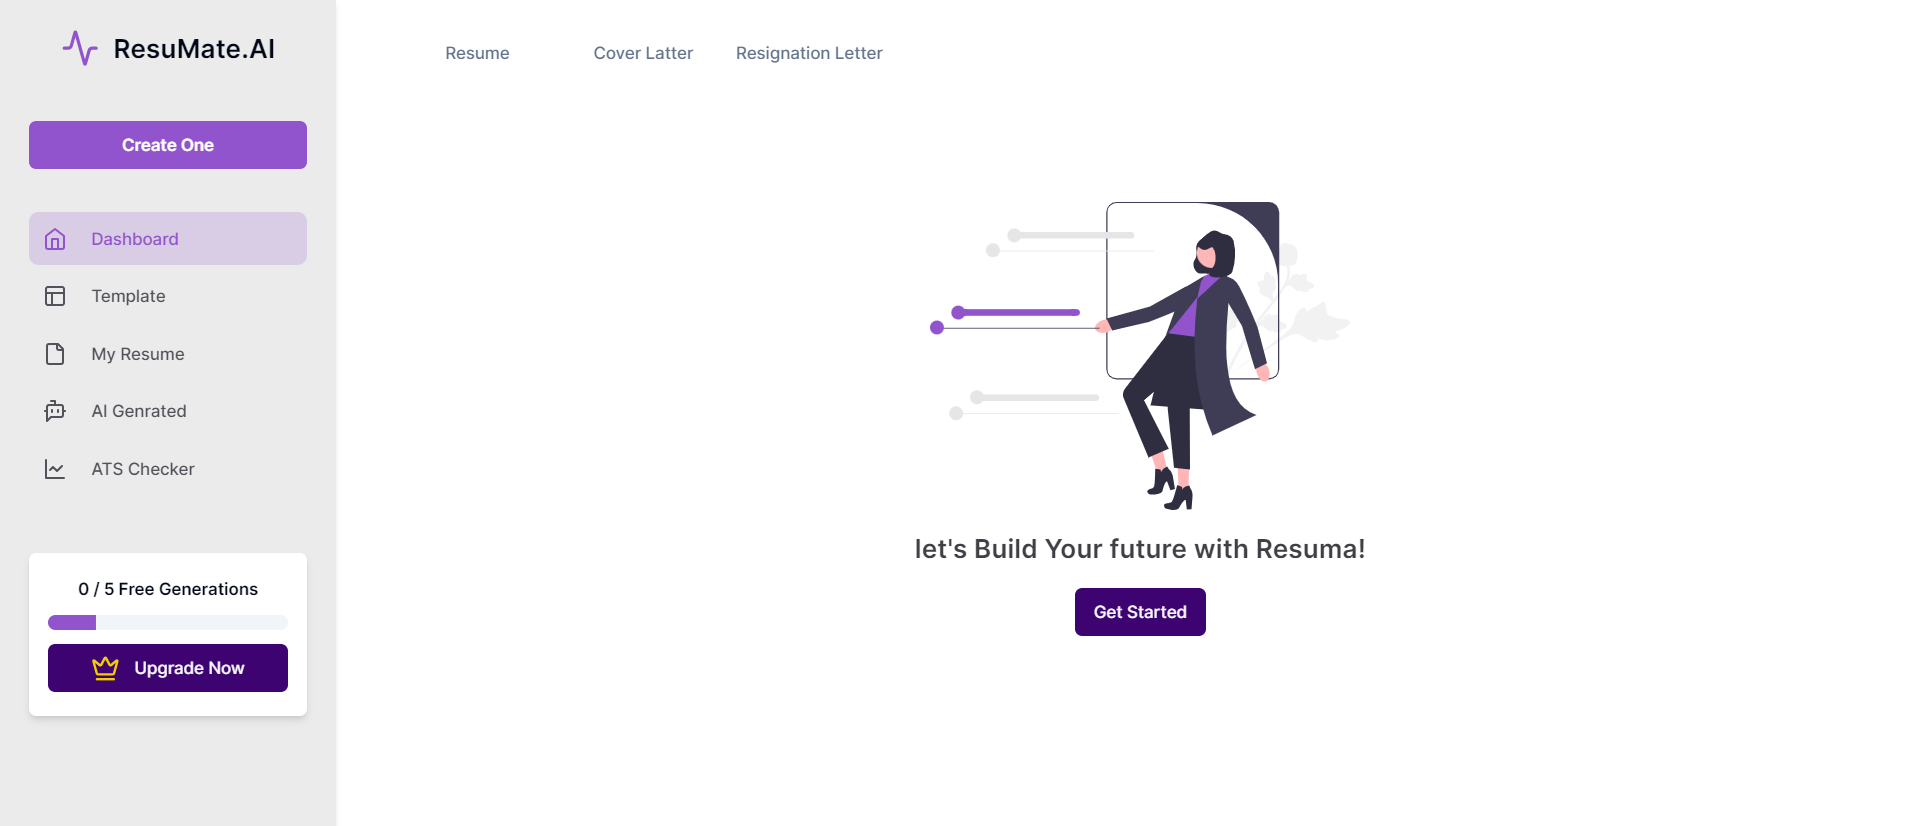 ResuMate.AI
Create One
Dashboard
Template
My Resume
AI Genrated
ATS Checker
0 / 5 Free Generations
Upgrade Now
Resume
Cover Latter
Resignation Letter
let's Build Your future with Resuma!
Get Started